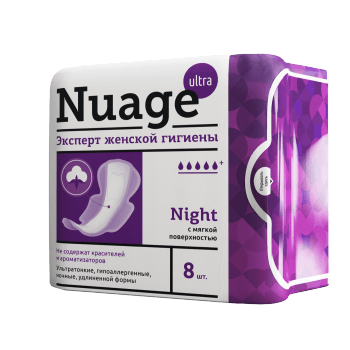 ultra
Nuage
Эксперт женской гигиены
+
Night
с мягкой
поверхностью
Не содержат красителей
и ароматизаторов
Ультратонкие, гипоаллергенные,
ночные, удлиненной формы
8 шт.